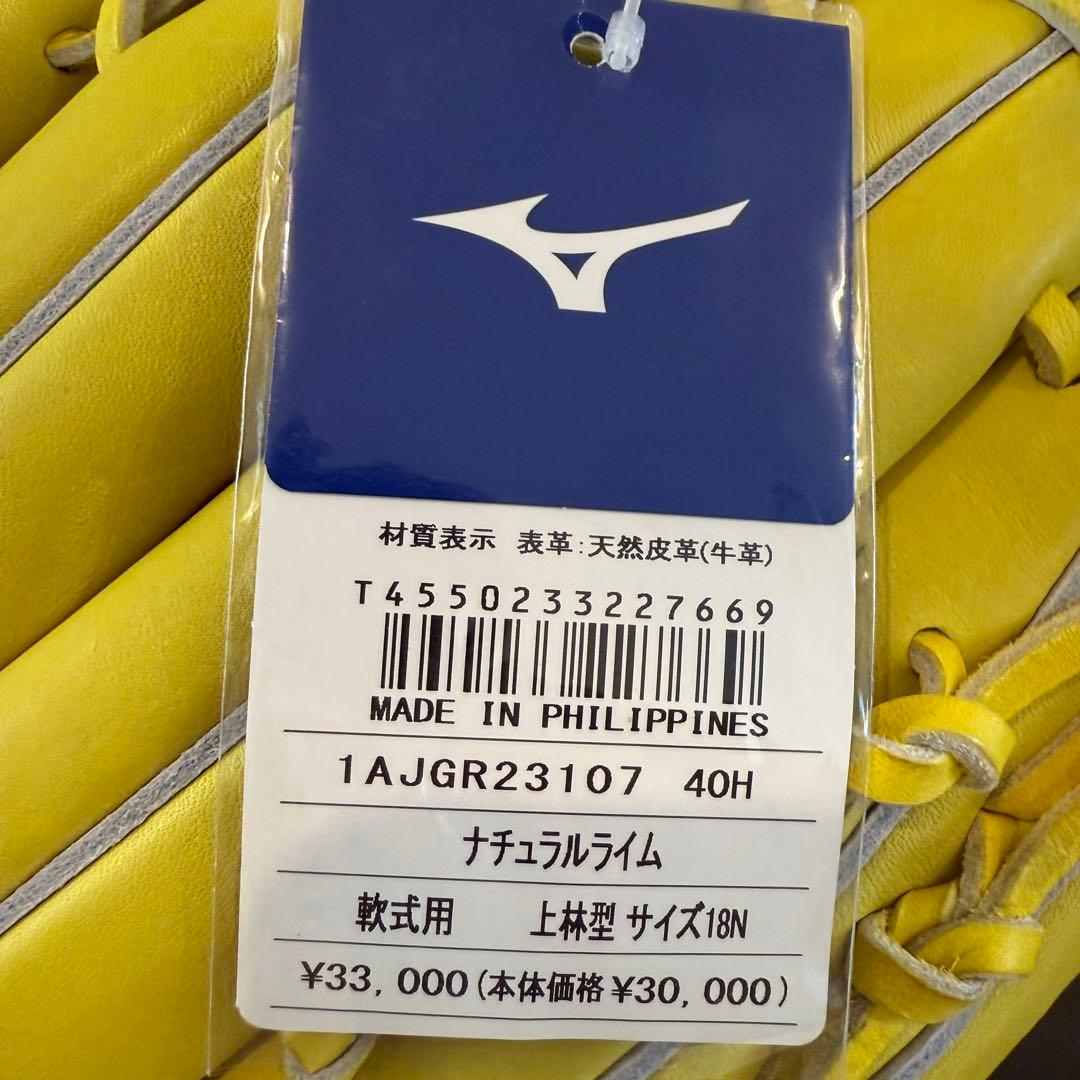 材質表示 表革:天然皮革(牛革)
T4550233227669
MADE IN PHILIPPINES
1AJGR23107 40H
ナチュラルライム
軟式用 上林型 サイズ18N
¥33,000(本体価格¥30,000)